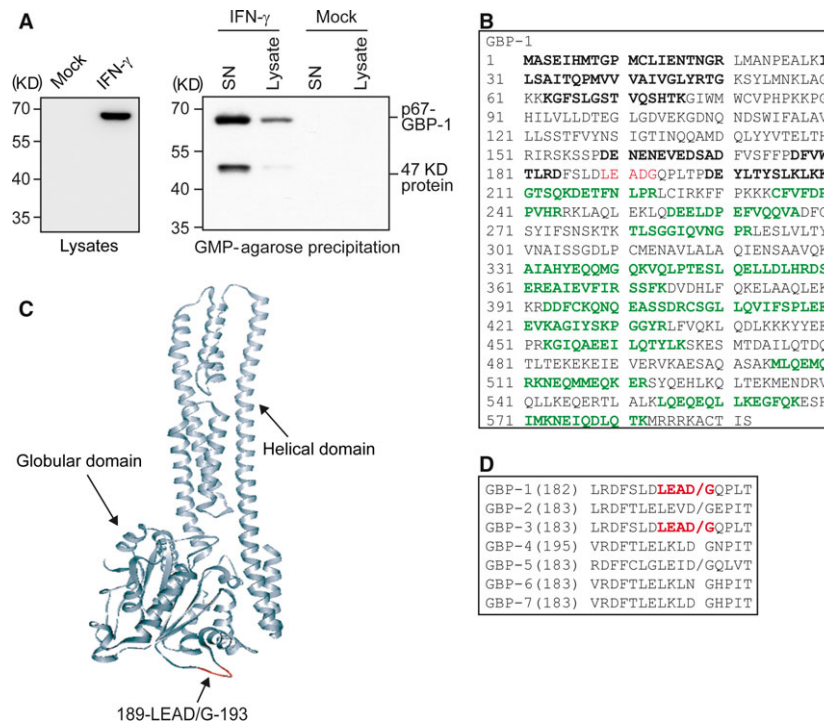 A
Mock
IFN-γ
(KD)
70
55
40
35
Lysates
IFN-γ
Mock
(KD)
SN
Lysate
SN
Lysate
70
55
40
35
p67-
GBP-1
47 KD
protein
GMP-agarose precipitation
B
GBP-1
1 MASEIHMTGP MCLIENTNGR LMANPEALKI
31 LSAITQPMVV VAIVGLYRTG KSYLMNKLAG
61 KKKGFSLGST VQSHTKGIWM WCVPHPKKPG
91 HILVLLDTEG LGDVEKGDNQ NDSWIFALAV
121 LLSSTFVYNS IGTINQQAMD QLYYVTELTH
151 RIRSKSSPDE NENEVEDSAD FVSFFPDFVW
181 TLRDFSLDLE ADGQPLTPDE YLTYSLKLKK
211 GTSQKDETFN LPRLCIRKFF PKKKCFVFDR
241 PVHRRKLAQL EKLQDEELDP EFVQQVADFC
271 SYIFSNSKTK TLSGGIQVNG PRLESLVLTY
301 VNAISSGDLP CMENAVLALA QIENSAAVQK
331 AIAHYEQQMG QKVQLPTESL QELLDLHRDS
361 EREAIEVFIR SSFKDVDHLF QKELAAQLEK
391 KRDDFCKQNQ EASSDRCSGL LQVIFSPLEE
421 EVKAGIYSKP GGYRLFVQKL QDLKKKYYEE
451 PRKGIQAEEI LQTYLKSKES MTDAILQTDQ
481 TLTEKEKEIE VERVKAESAQ ASAKMLQEMQ
511 RKNEQMMEQK ERSYQEHLKQ LTEKMENDRV
541 QLLKEQERTL ALKLQEQEQL LKEGFQKESR
571 IMKNEIQDLQ TKMRRRKACT IS
C
Globular domain
Helical domain
189-LEAD/G-193
D
GBP-1(182) LRDFSLDLEAD/GQPLT
GBP-2(183) LRDFTLELEVD/GEPIT
GBP-3(183) LRDFSLDLEAD/GQPLT
GBP-4(195) VRDFTLELKLD GNPIT
GBP-5(183) RDFFCLGLEID/GQLVT
GBP-6(183) VRDFTLELKLN GHPIT
GBP-7(183) VRDFTLELKLD GHPIT